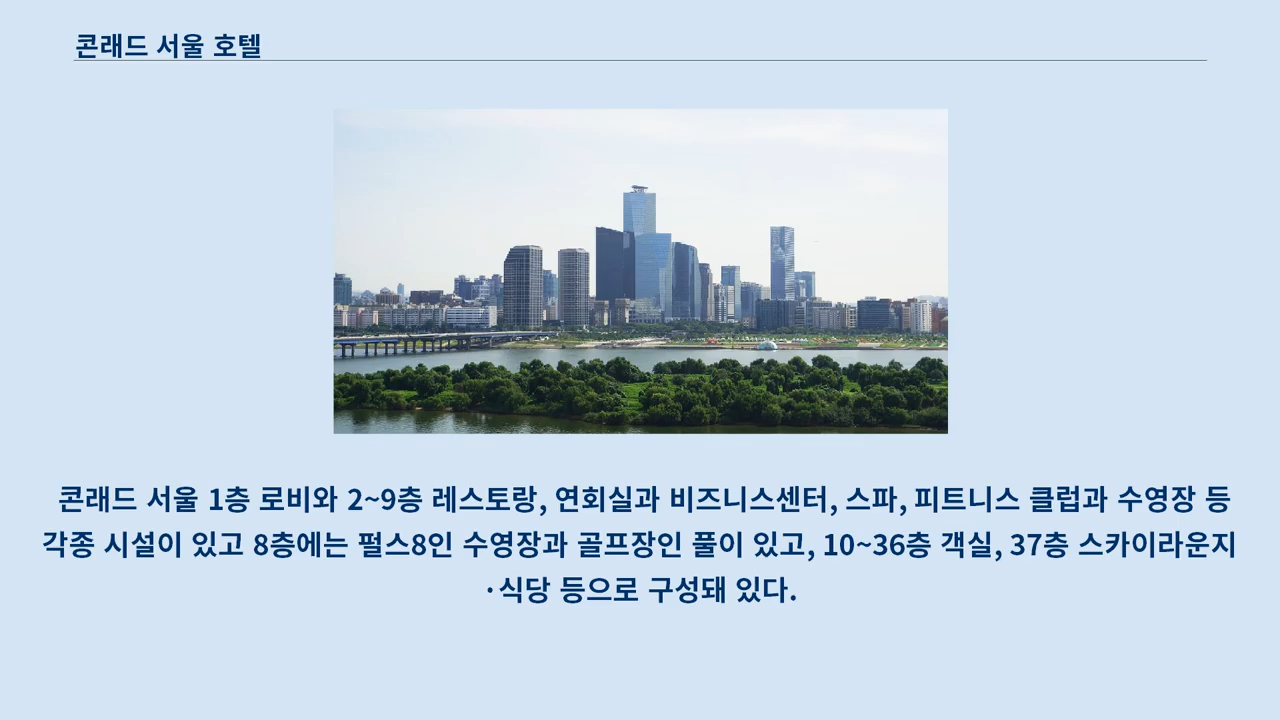 콘래드 서울 호텔
콘래드 서울 1층 로비와 2~9층 레스토랑, 연회실과 비즈니스센터, 스파, 피트니스 클럽과 수영장 등
각종 시설이 있고 8층에는 펄스8인 수영장과 골프장인 풀이 있고, 10~36층 객실, 37층 스카이라운지
·식당 등으로 구성돼 있다.